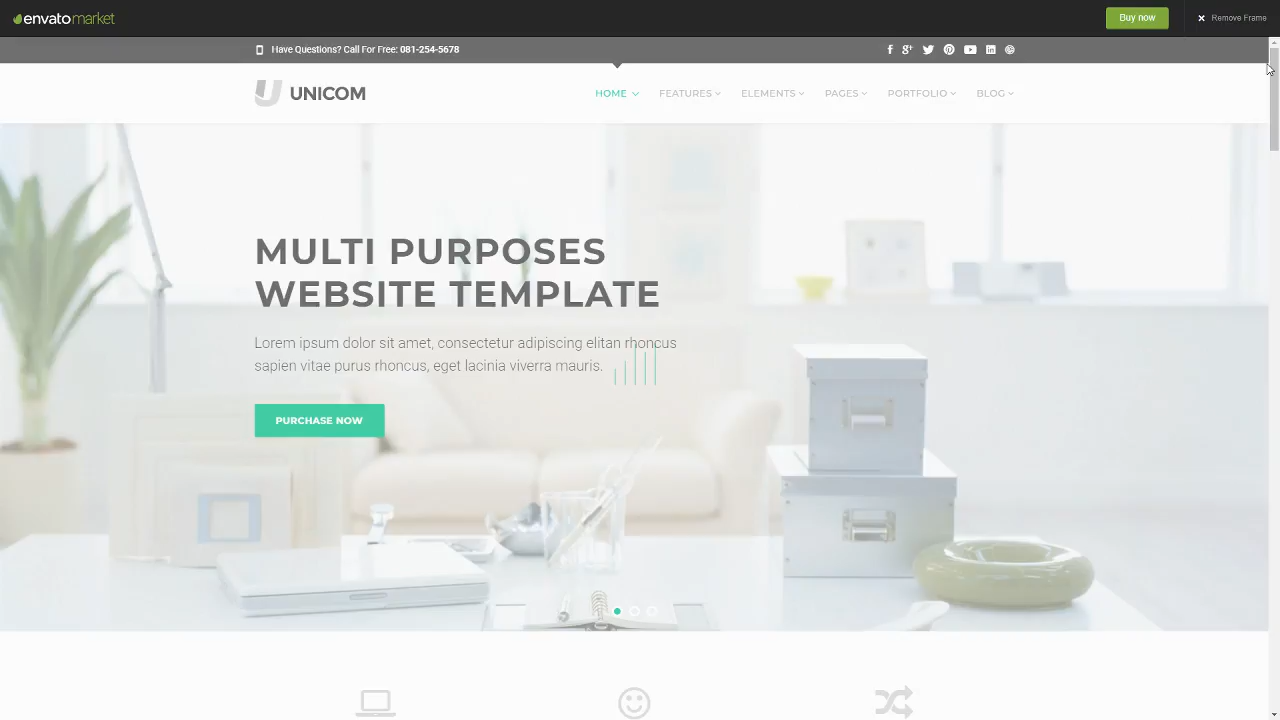 envatomarket
Buy now
Remove Frame
Have Questions? Call For Free: 081-254-5678
UNICOM
HOME
FEATURES
ELEMENTS
PAGES
PORTFOLIO
BLOG
MULTI PURPOSES
WEBSITE TEMPLATE
Lorem ipsum dolor sit amet, consectetur adipiscing elitan rhoncus
sapien vitae purus rhoncus, eget lacinia viverra mauris.
PURCHASE NOW